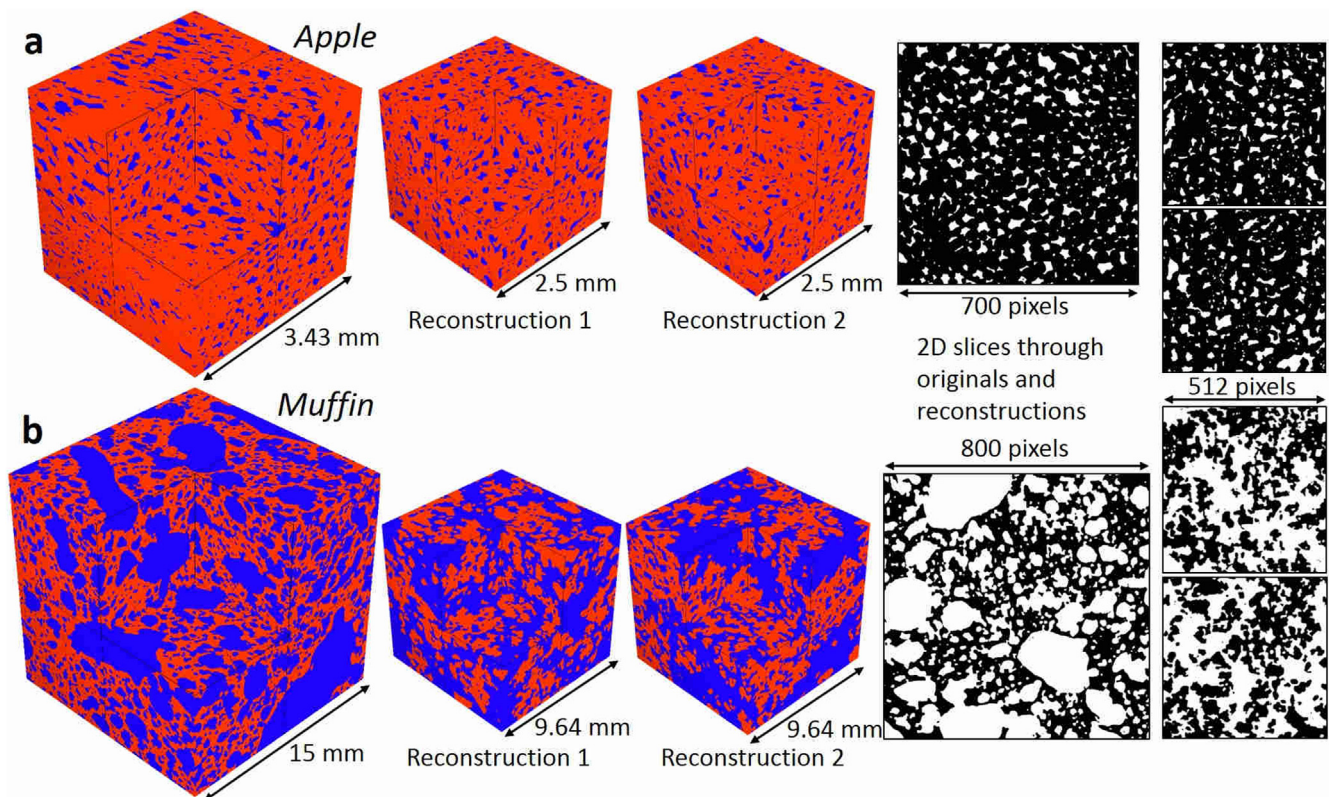 a
Apple
3.43 mm
2.5 mm
Reconstruction 1
2.5 mm
Reconstruction 2
700 pixels
2D slices through
originals and
reconstructions
512 pixels
800 pixels
b
Muffin
15 mm
9.64 mm
Reconstruction 1
9.64 mm
Reconstruction 2